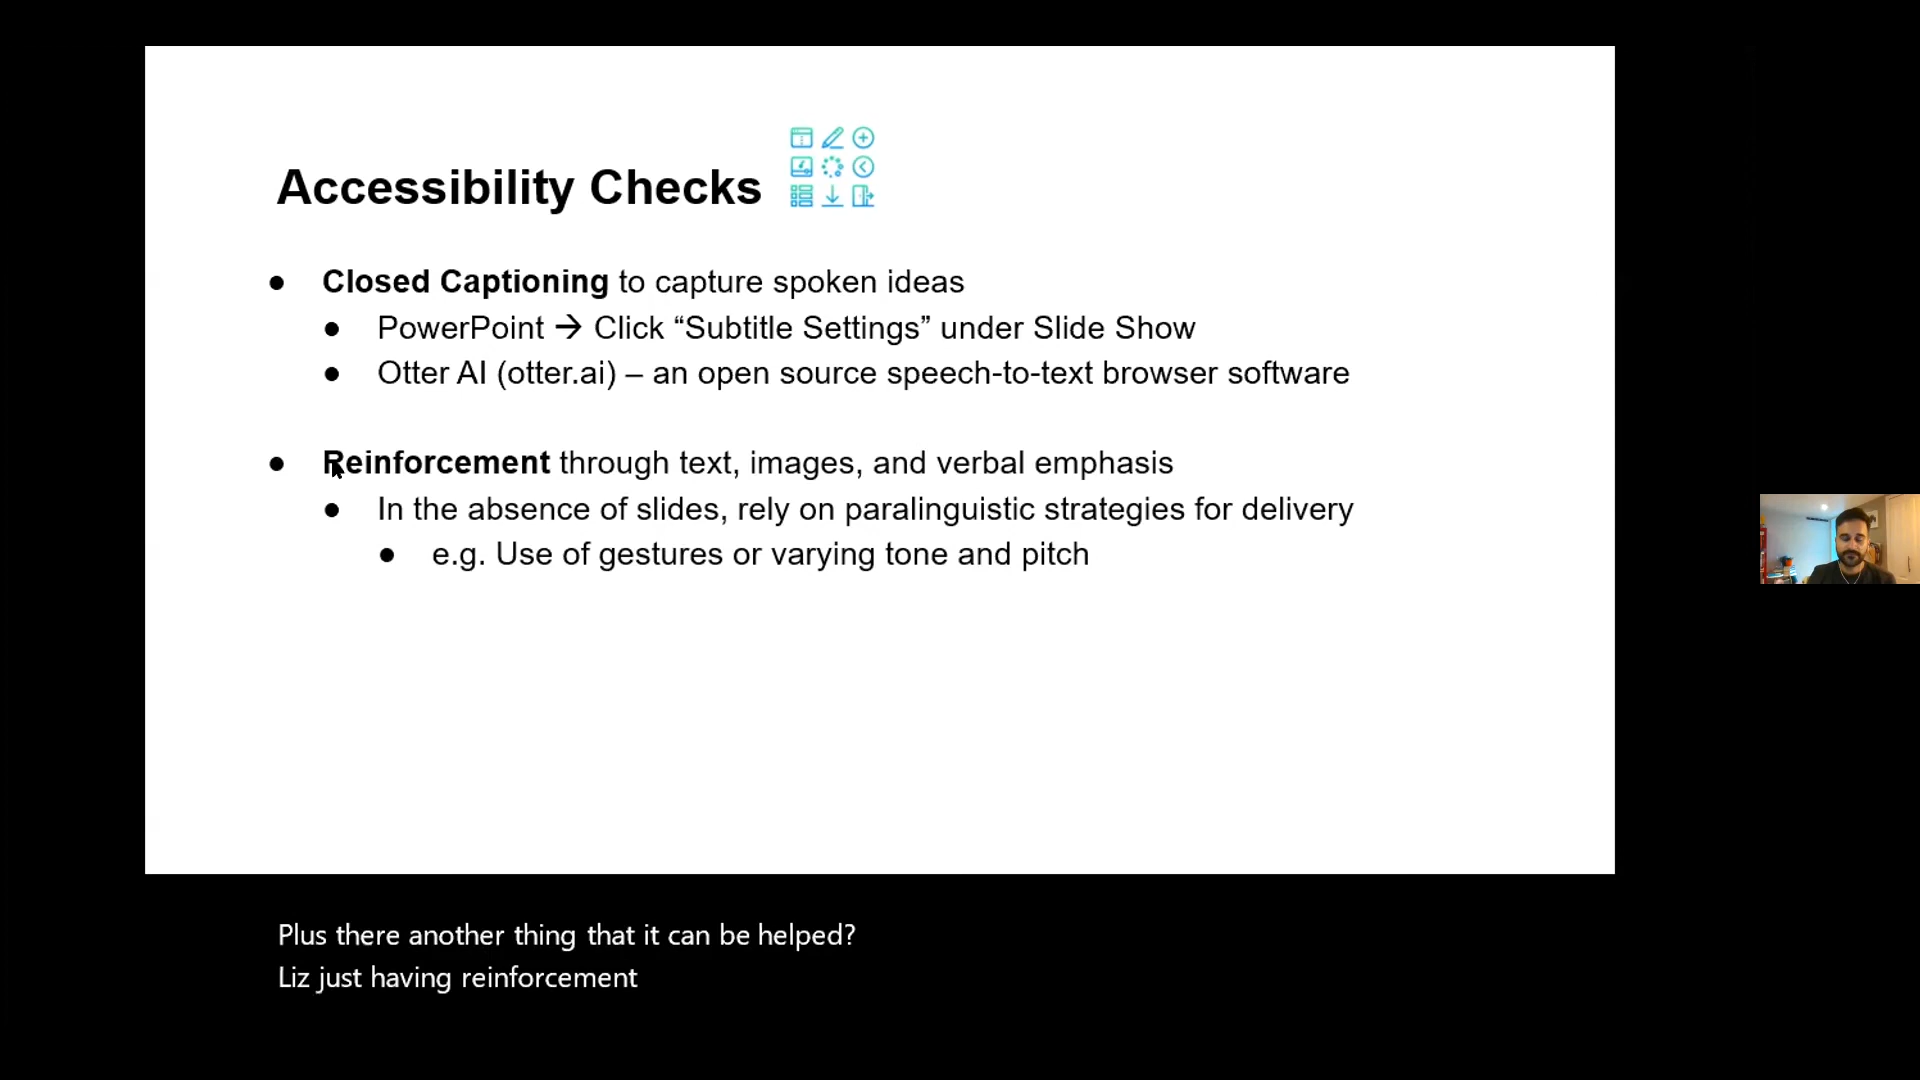 Accessibility Checks
● Closed Captioning to capture spoken ideas
● PowerPoint → Click “Subtitle Settings” under Slide Show
● Otter AI (otter.ai) – an open source speech-to-text browser software
● Reinforcement through text, images, and verbal emphasis
● In the absence of slides, rely on paralinguistic strategies for delivery
● e.g. Use of gestures or varying tone and pitch
Plus there another thing that it can be helped?
Liz just having reinforcement